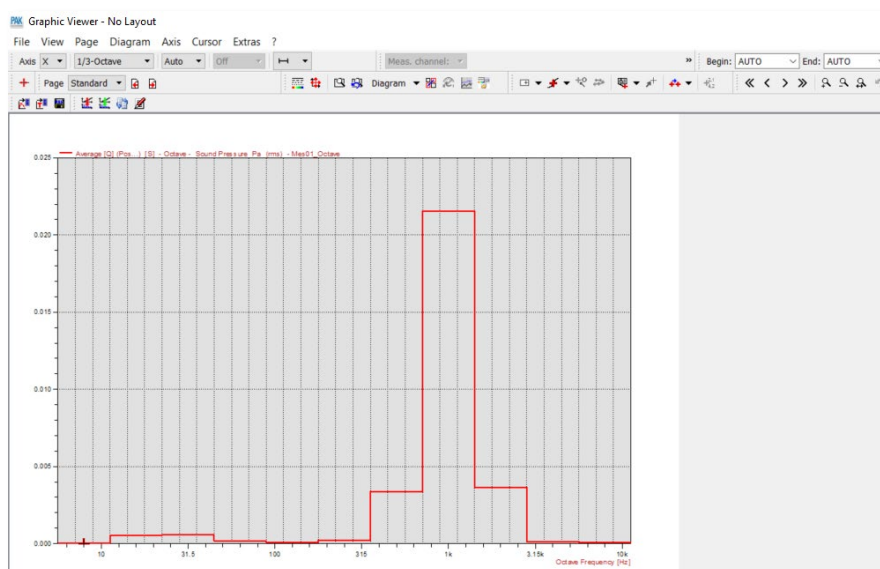 PAK Graphic Viewer - No Layout
File View Page Diagram Axis Cursor Extras ?
Axis X 1/3-Octave Auto Off Meas. channel: » Begin: AUTO End: AUTO
Page Standard Diagram
Average [Q] (Pos...) [S] - Octave - Sound Pressure Pa (rms) - Mes01_Octave
0.025
0.020
0.015
0.010
0.005
0.000
10 31.5 100 315 1k 3.15k 10k
Octave Frequency [Hz]